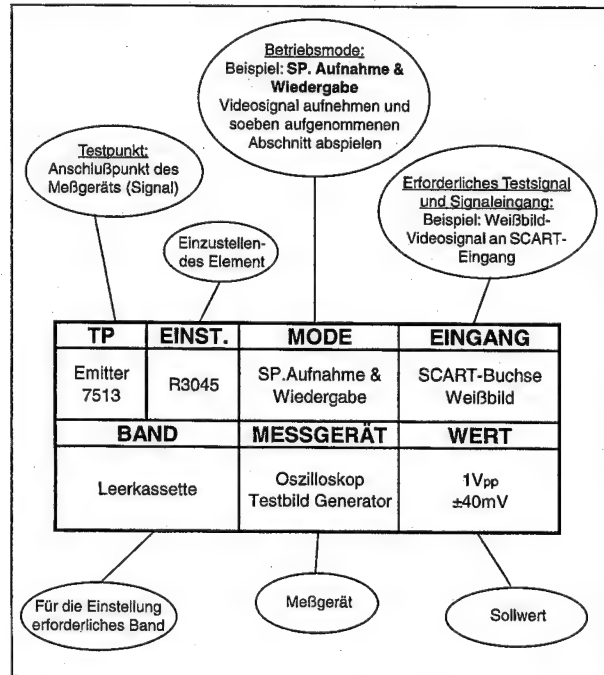 Betriebsmode:
Beispiel: SP. Aufnahme &
Wiedergabe
Videosignal aufnehmen und
soeben aufgenommenen
Abschnitt abspielen
Testpunkt:
Anschlußpunkt des
Meßgeräts (Signal)
Erforderliches Testsignal
und Signaleingang:
Beispiel: Weißbild-
Videosignal an SCART-
Eingang
Einzustellen-
des Element
TP EINST. MODE EINGANG
Emitter
7513
R3045
SP.Aufnahme &
Wiedergabe
SCART-Buchse
Weißbild
BAND MESSGERÄT WERT
Leerkassette
Oszilloskop
Testbild Generator
1Vpp
±40mV
Für die Einstellung
erforderliches Band
Meßgerät
Sollwert